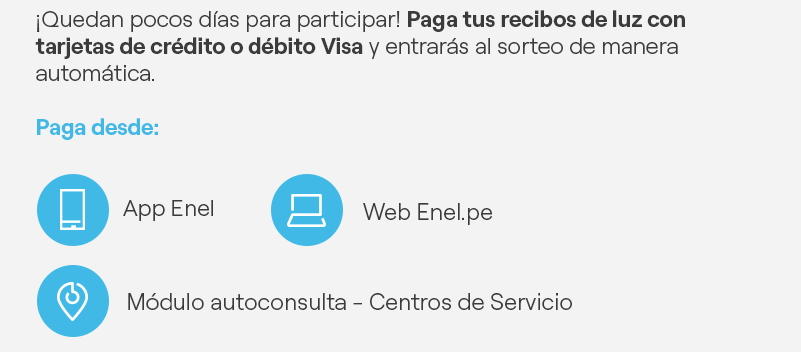 ¡Quedan pocos días para participar! Paga tus recibos de luz con
tarjetas de crédito o débito Visa y entrarás al sorteo de manera
automática.
Paga desde:
App Enel
Web Enel.pe
Módulo autoconsulta - Centros de Servicio